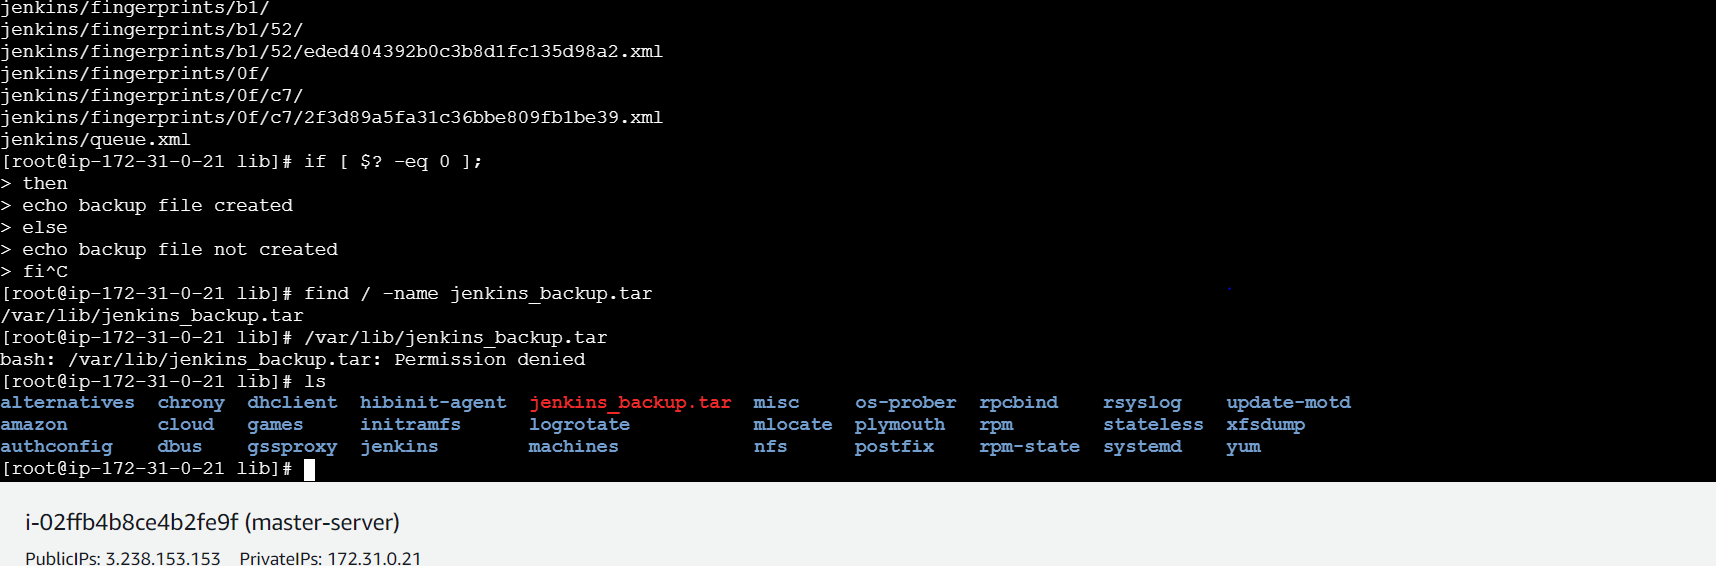 jenkins/fingerprints/b1/
jenkins/fingerprints/b1/52/
jenkins/fingerprints/b1/52/eded404392b0c3b8d1fc135d98a2.xml
jenkins/fingerprints/0f/
jenkins/fingerprints/0f/c7/
jenkins/fingerprints/0f/c7/2f3d89a5fa31c36bbe809fb1be39.xml
jenkins/queue.xml
[root@ip-172-31-0-21 lib]# if [ $? -eq 0 ];
> then
> echo backup file created
> else
> echo backup file not created
> fi^C
[root@ip-172-31-0-21 lib]# find / -name jenkins_backup.tar
/var/lib/jenkins_backup.tar
[root@ip-172-31-0-21 lib]# /var/lib/jenkins_backup.tar
bash: /var/lib/jenkins_backup.tar: Permission denied
[root@ip-172-31-0-21 lib]# ls
alternatives chrony dhclient hibinit-agent jenkins_backup.tar misc os-prober rpcbind rsyslog update-motd
amazon cloud games initramfs logrotate mlocate plymouth rpm stateless xfsdump
authconfig dbus gssproxy jenkins machines nfs postfix rpm-state systemd yum
[root@ip-172-31-0-21 lib]#
i-02ffb4b8ce4b2fe9f (master-server)
PublicIPs: 3.238.153.153 PrivateIPs: 172.31.0.21